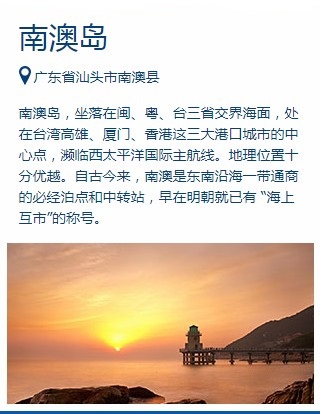 南澳岛
广东省汕头市南澳县
南澳岛，坐落在闽、粤、台三省交界海面，处
在台湾高雄、厦门、香港这三大港口城市的中
心点，濒临西太平洋国际主航线。地理位置十
分优越。自古今来，南澳是东南沿海一带通商
的必经泊点和中转站，早在明朝就已有 “海上
互市”的称号。